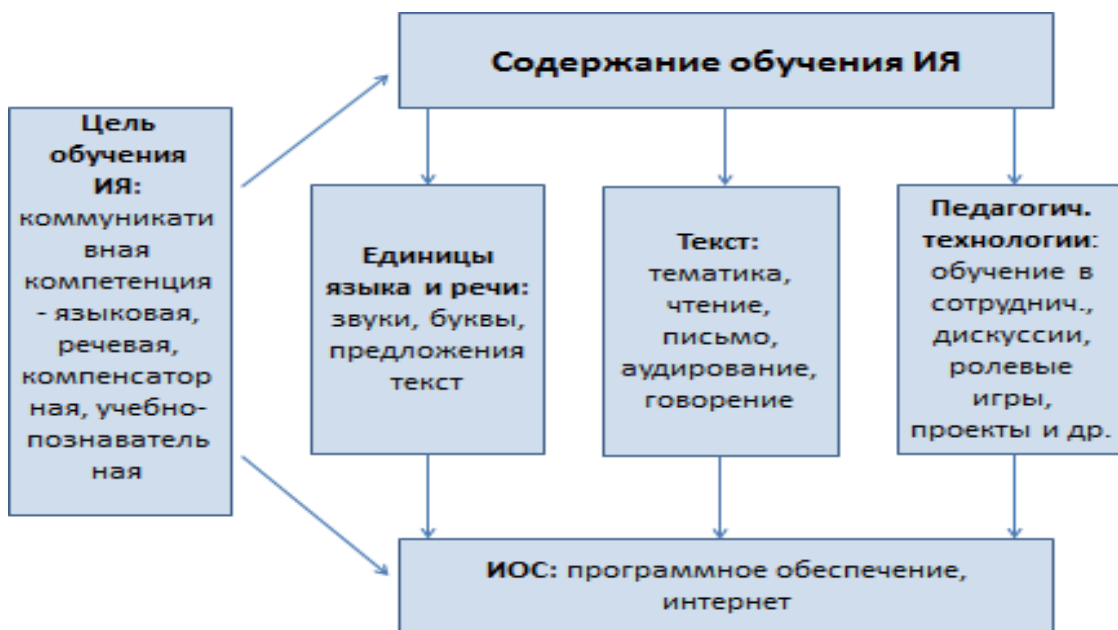 Содержание обучения ИЯ
Цель
обучения
ИЯ:
коммуникати
вная
компетенция
- языковая,
речевая,
компенсатор
ная, учебно-
познаватель
ная
Единицы
языка и речи:
звуки, буквы,
предложения
текст
Текст:
тематика,
чтение,
письмо,
аудирование,
говорение
Педагогич.
технологии:
обучение в
сотруднич.,
дискуссии,
ролевые
игры,
проекты и др.
ИОС: программное обеспечение,
интернет